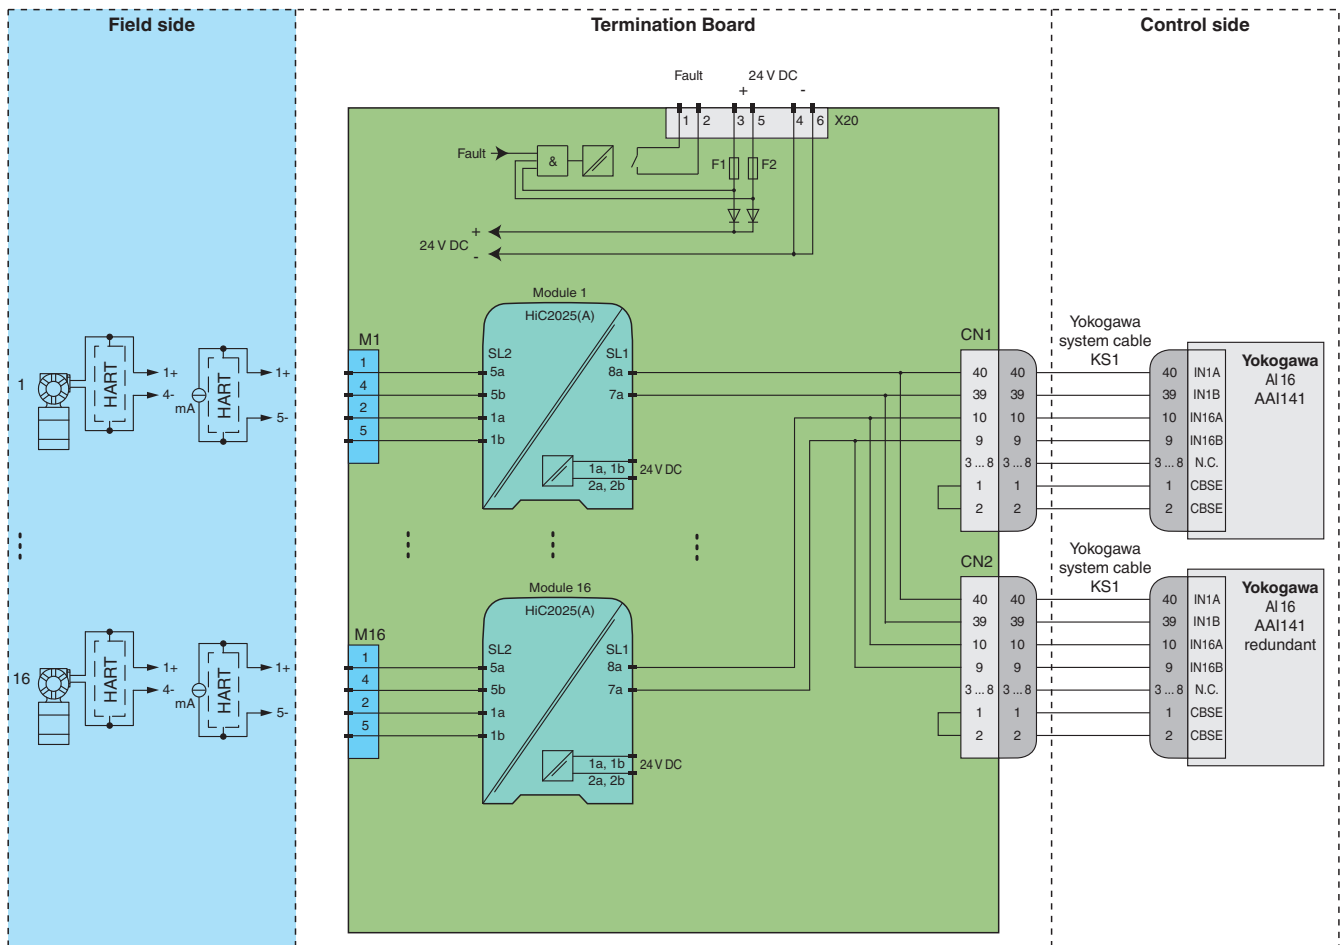 Field side
Termination Board
Control side
Fault
24 V DC
+
-
1 2 3 5 4 6 X20
Fault
&
F1
F2
+
24 V DC
-
Module 1
HiC2025(A)
M1
1
4
2
5
SL2
5a
5b
1a
1b
SL1
8a
7a
1a, 1b
2a, 2b
24 V DC
1
HART
1+
4-
mA
HART
1+
5-
CN1
40 40
39 39
10 10
9 9
3 ... 8 3 ... 8
1 1
2 2
Yokogawa
system cable
KS1
40 IN1A
39 IN1B
10 IN16A
9 IN16B
3 ... 8 N.C.
1 CBSE
2 CBSE
Yokogawa
AI 16
AAI141
Module 16
HiC2025(A)
M16
1
4
2
5
SL2
5a
5b
1a
1b
SL1
8a
7a
1a, 1b
2a, 2b
24 V DC
16
HART
1+
4-
mA
HART
1+
5-
CN2
40 40
39 39
10 10
9 9
3 ... 8 3 ... 8
1 1
2 2
Yokogawa
system cable
KS1
40 IN1A
39 IN1B
10 IN16A
9 IN16B
3 ... 8 N.C.
1 CBSE
2 CBSE
Yokogawa
AI 16
AAI141
redundant